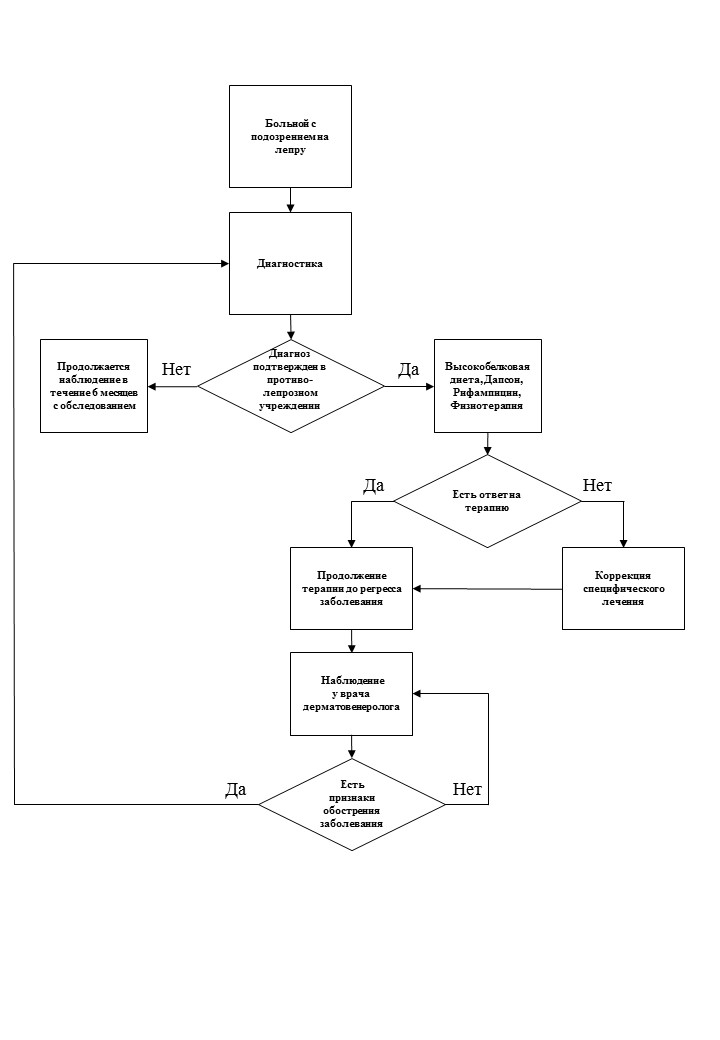 Больной с
подозрением на
лепру
Диагностика
Продолжается
наблюдение в
течение 6 месяцев
с обследованием
Нет
Диагноз
подтвержден в
противо-
лепрозном
учреждении
Да
Высокобелковая
диета, Дапсон,
Рифампицин,
Физиотерапия
Да
Есть ответ на
терапию
Нет
Продолжение
терапии до регресса
заболевания
Коррекция
специфического
лечения
Наблюдение
у врача
дерматовенеролога
Да
Есть
признаки
обострения
заболевания
Нет